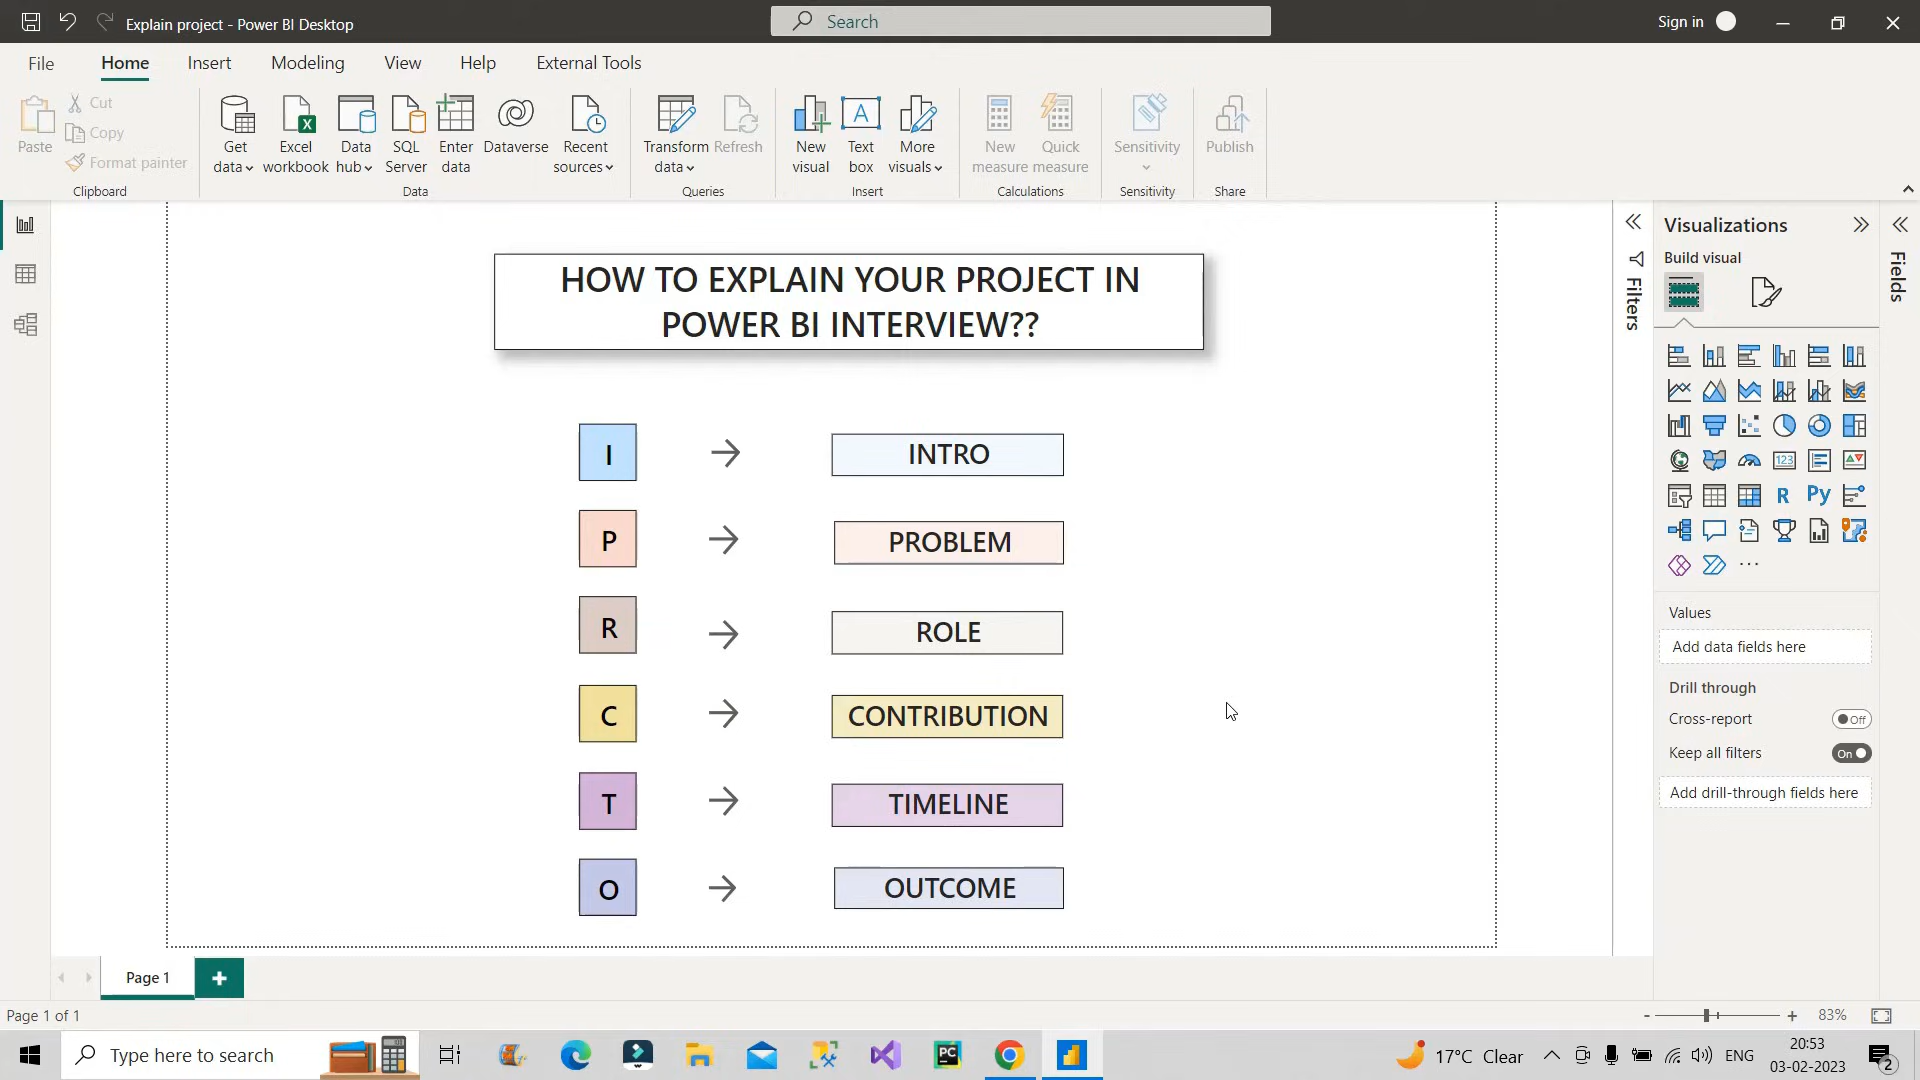 Explain project - Power BI Desktop
Search
Sign in
File
Home
Insert
Modeling
View
Help
External Tools
Paste
Cut
Copy
Format painter
Clipboard
Get data
Excel workbook
Data hub
SQL Server
Enter data
Dataverse
Recent sources
Data
Transform data
Refresh
Queries
New visual
Text box
More visuals
Insert
New measure
Quick measure
Calculations
Sensitivity
Sensitivity
Publish
Share
HOW TO EXPLAIN YOUR PROJECT IN
POWER BI INTERVIEW??
I
INTRO
P
PROBLEM
R
ROLE
C
CONTRIBUTION
T
TIMELINE
O
OUTCOME
Filters
Visualizations
Build visual
123
R
Py
Values
Add data fields here
Drill through
Cross-report
Off
Keep all filters
On
Add drill-through fields here
Fields
Page 1
Page 1 of 1
83%
Type here to search
PC
17°C Clear
ENG
20:53
03-02-2023
2